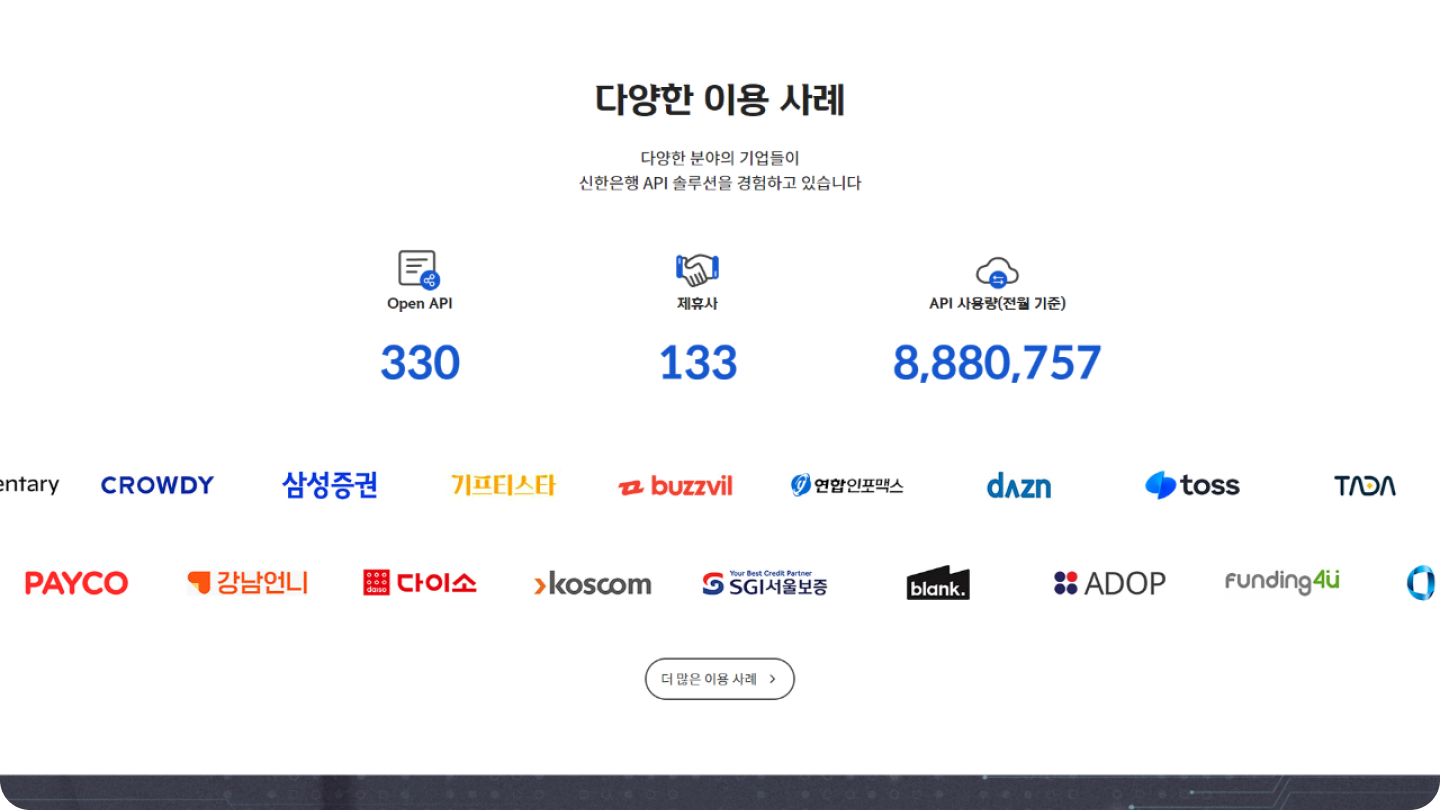 다양한 이용 사례
다양한 분야의 기업들이
신한은행 API 솔루션을 경험하고 있습니다
Open API
제휴사
API 사용량(전월 기준)
330
133
8,880,757
entary
CROWDY
삼성증권
기프티스타
buzzvil
연합인포맥스
dazn
toss
TADA
PAYCO
강남언니
daiso
다이소
koscom
Your Best Credit Partner
SGI서울보증
blank.
ADOP
Funding4U
더 많은 이용 사례